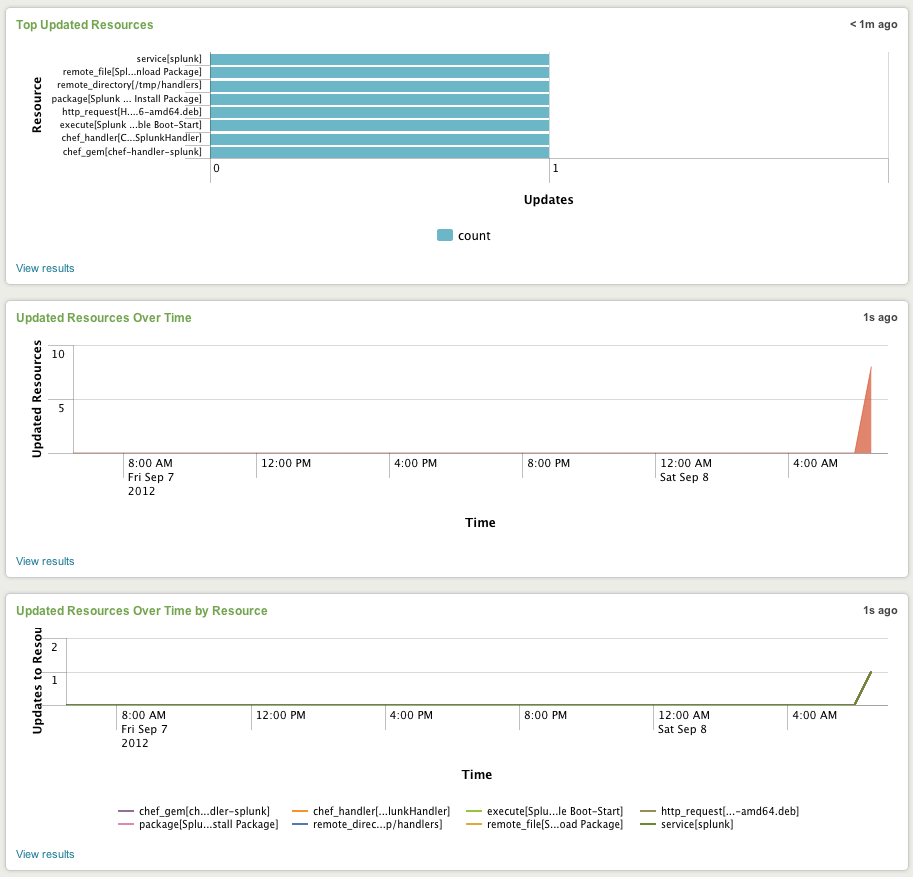 Top Updated Resources
< 1m ago
Resource
service[splunk]
remote_file[Spl...nload Package]
remote_directory[/tmp/handlers]
package[Splunk ... Install Package]
http_request[H....6-amd64.deb]
execute[Splunk ...ble Boot-Start]
chef_handler[C...SplunkHandler]
chef_gem[chef-handler-splunk]
0 1
Updates
count
View results
Updated Resources Over Time
1s ago
Updated Resources
10
5
8:00 AM 12:00 PM 4:00 PM 8:00 PM 12:00 AM 4:00 AM
Fri Sep 7 Sat Sep 8
2012
Time
View results
Updated Resources Over Time by Resource
1s ago
Updates to Resou
2
1
8:00 AM 12:00 PM 4:00 PM 8:00 PM 12:00 AM 4:00 AM
Fri Sep 7 Sat Sep 8
2012
Time
chef_gem[ch...dler-splunk] chef_handler[...lunkHandler] execute[Splu...le Boot-Start] http_request[...-amd64.deb]
package[Splu...stall Package] remote_direc...p/handlers] remote_file[S...oad Package] service[splunk]
View results